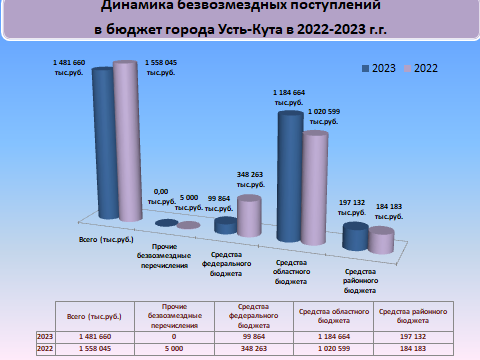 Динамика безвозмездных поступлений
в бюджет города Усть-Кута в 2022-2023 г.г.
2023 2022
1 481 660
тыс.руб.
1 558 045
тыс.руб.
0,00
тыс.руб.
5 000
тыс.руб.
99 864
тыс.руб.
348 263
тыс.руб.
1 184 664
тыс.руб.
1 020 599
тыс.руб.
197 132
тыс.руб.
184 183
тыс.руб.
Всего (тыс.руб.)
Прочие
безвозмездные
перечисления
Средства
федерального
бюджета
Средства
областного
бюджета
Средства
районного
бюджета
Всего (тыс.руб.) Прочие безвозмездные перечисления Средства федерального бюджета Средства областного бюджета Средства районного бюджета
2023 1 481 660 0 99 864 1 184 664 197 132
2022 1 558 045 5 000 348 263 1 020 599 184 183